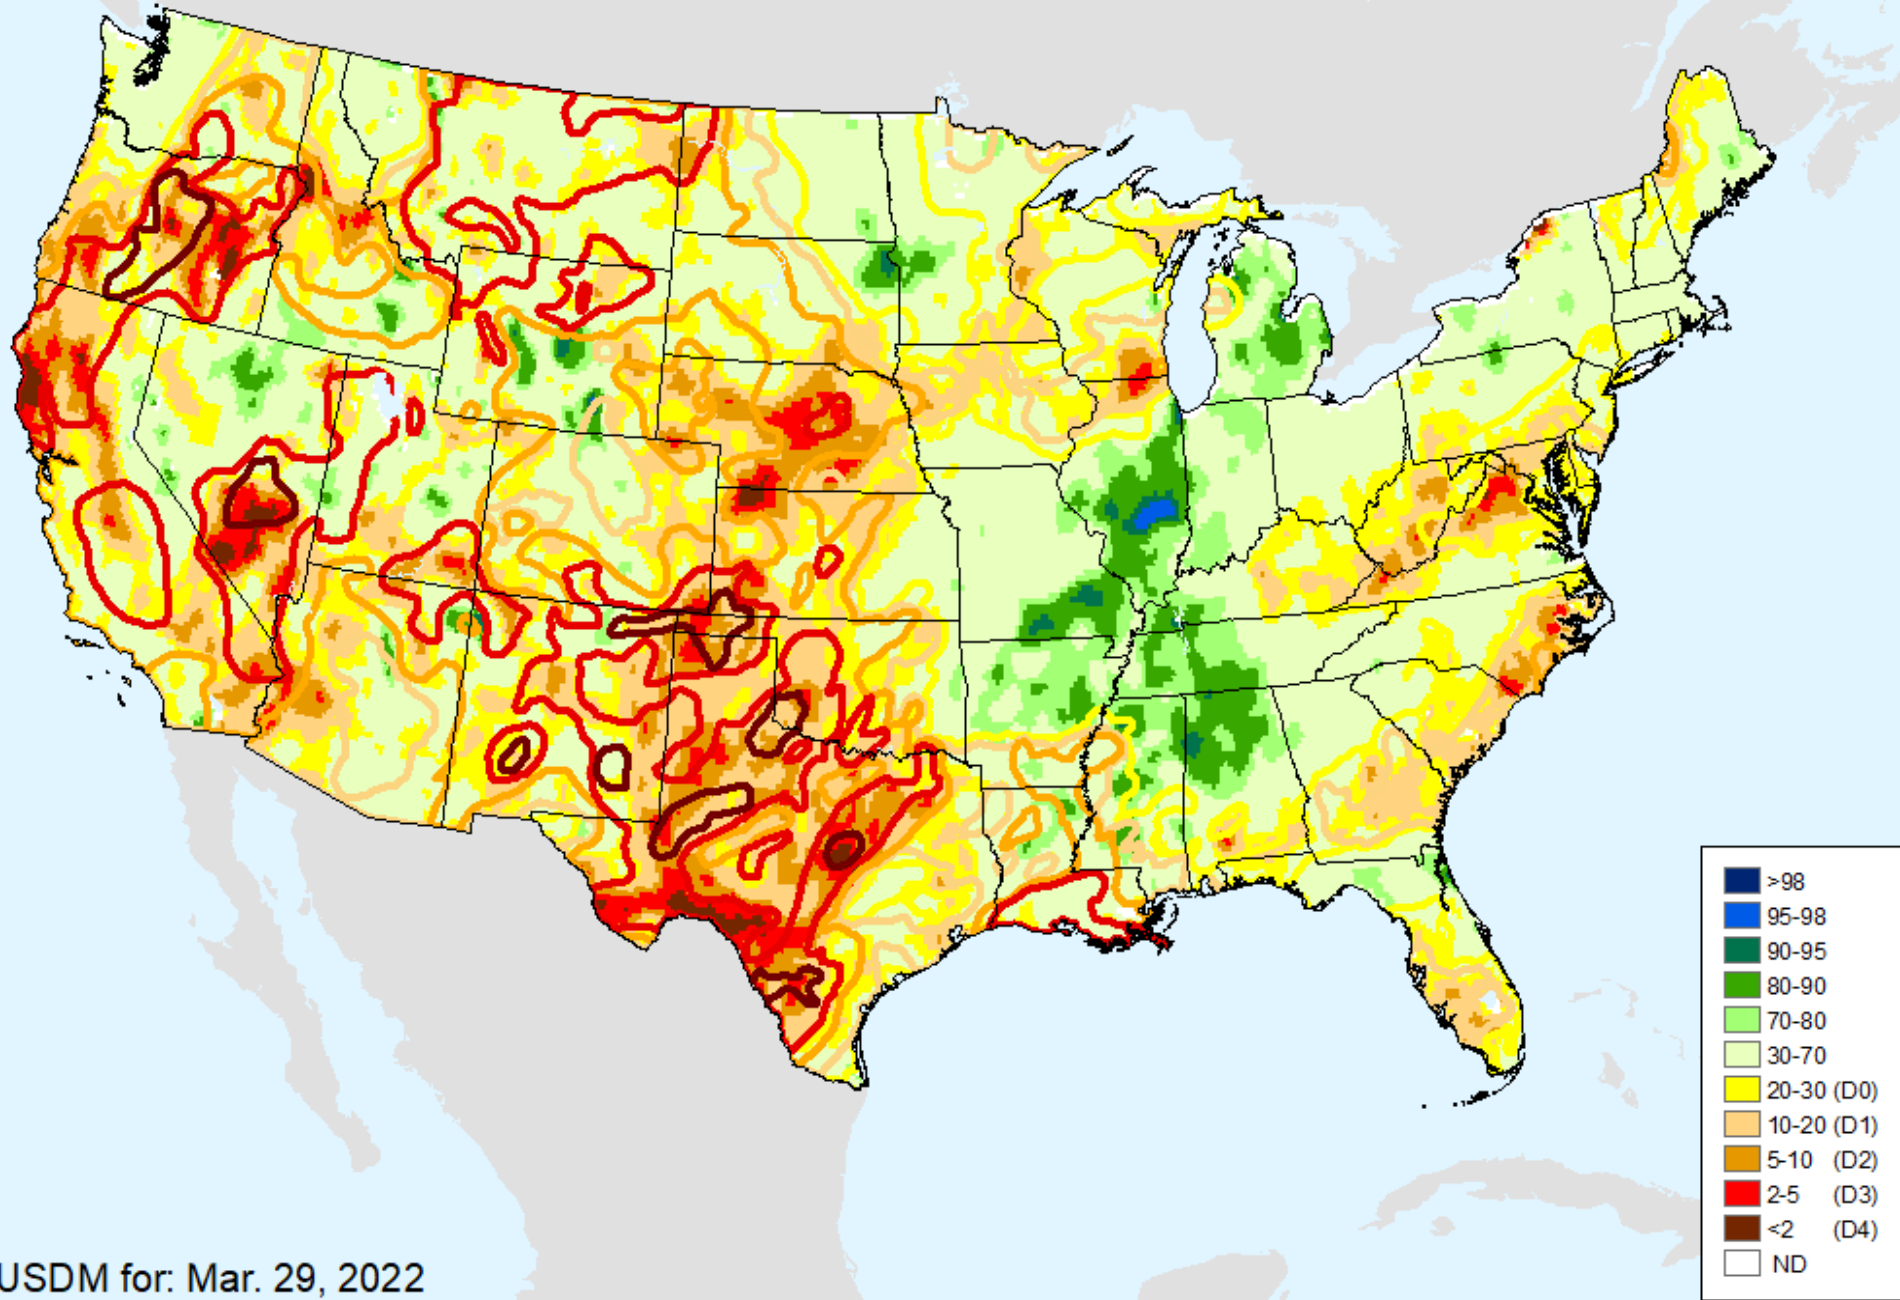 >98
95-98
90-95
80-90
70-80
30-70
20-30 (D0)
10-20 (D1)
5-10 (D2)
2-5 (D3)
<2 (D4)
ND
USDM for: Mar. 29, 2022